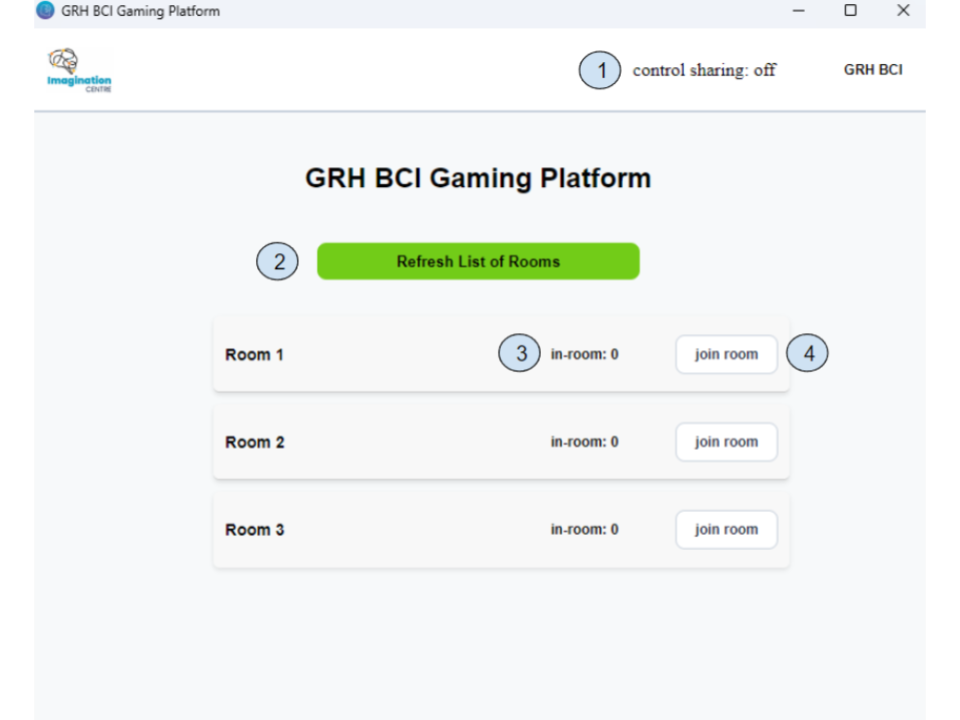 GRH BCI Gaming Platform
Imagination
CENTRE
1 control sharing: off GRH BCI
GRH BCI Gaming Platform
2 Refresh List of Rooms
Room 1 3 in-room: 0 join room 4
Room 2 in-room: 0 join room
Room 3 in-room: 0 join room